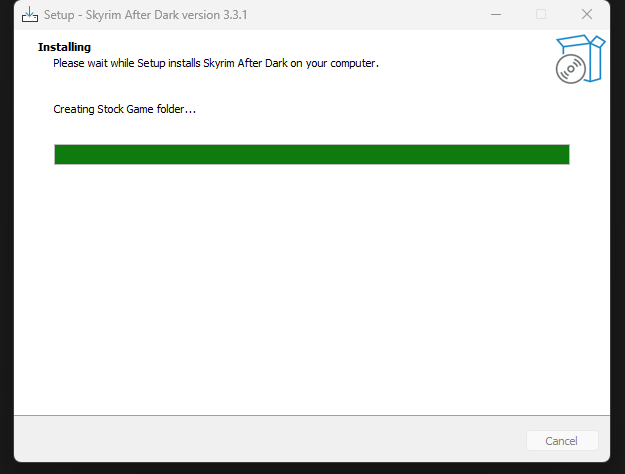 Setup - Skyrim After Dark version 3.3.1
Installing
Please wait while Setup installs Skyrim After Dark on your computer.
Creating Stock Game folder...
Cancel